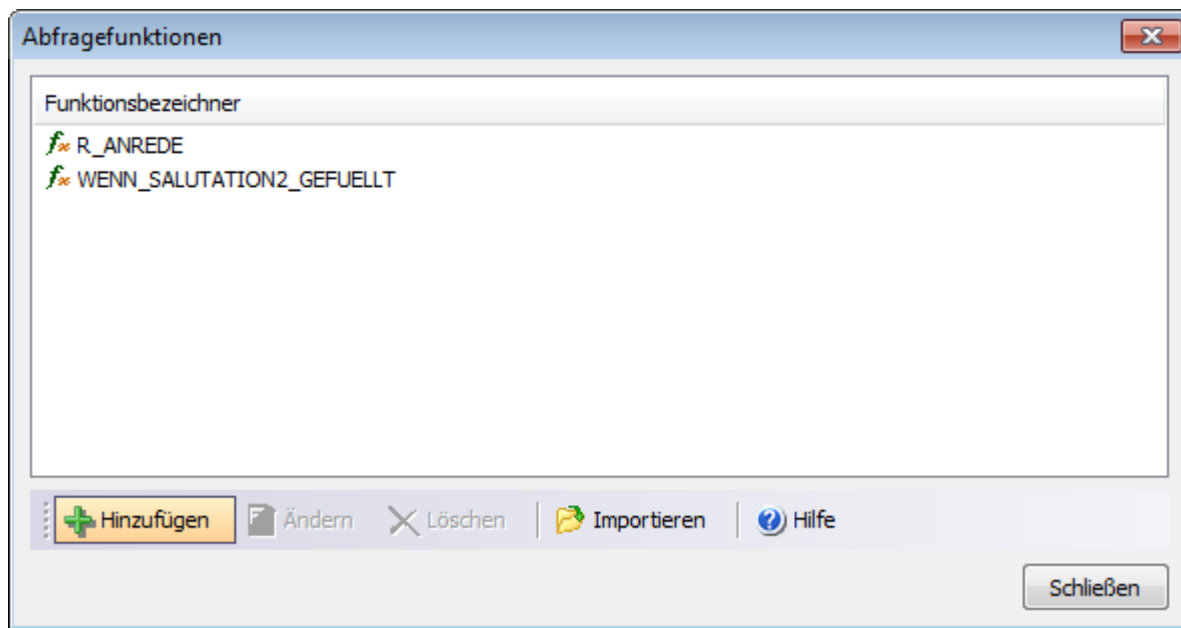 Abfragefunktionen
Funktionsbezeichner
R_ANREDE
WENN_SALUTATION2_GEFUELLT
Hinzufügen Ändern Löschen Importieren Hilfe
Schließen